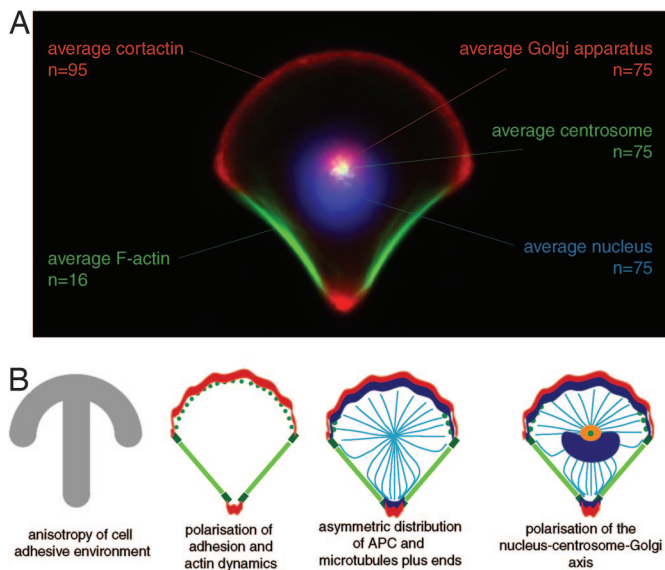 A
average cortactin
n=95
average Golgi apparatus
n=75
average centrosome
n=75
average F-actin
n=16
average nucleus
n=75
B
anisotropy of cell
adhesive environment
polarisation of
adhesion and
actin dynamics
asymmetric distribution
of APC and
microtubules plus ends
polarisation of the
nucleus-centrosome-Golgi
axis